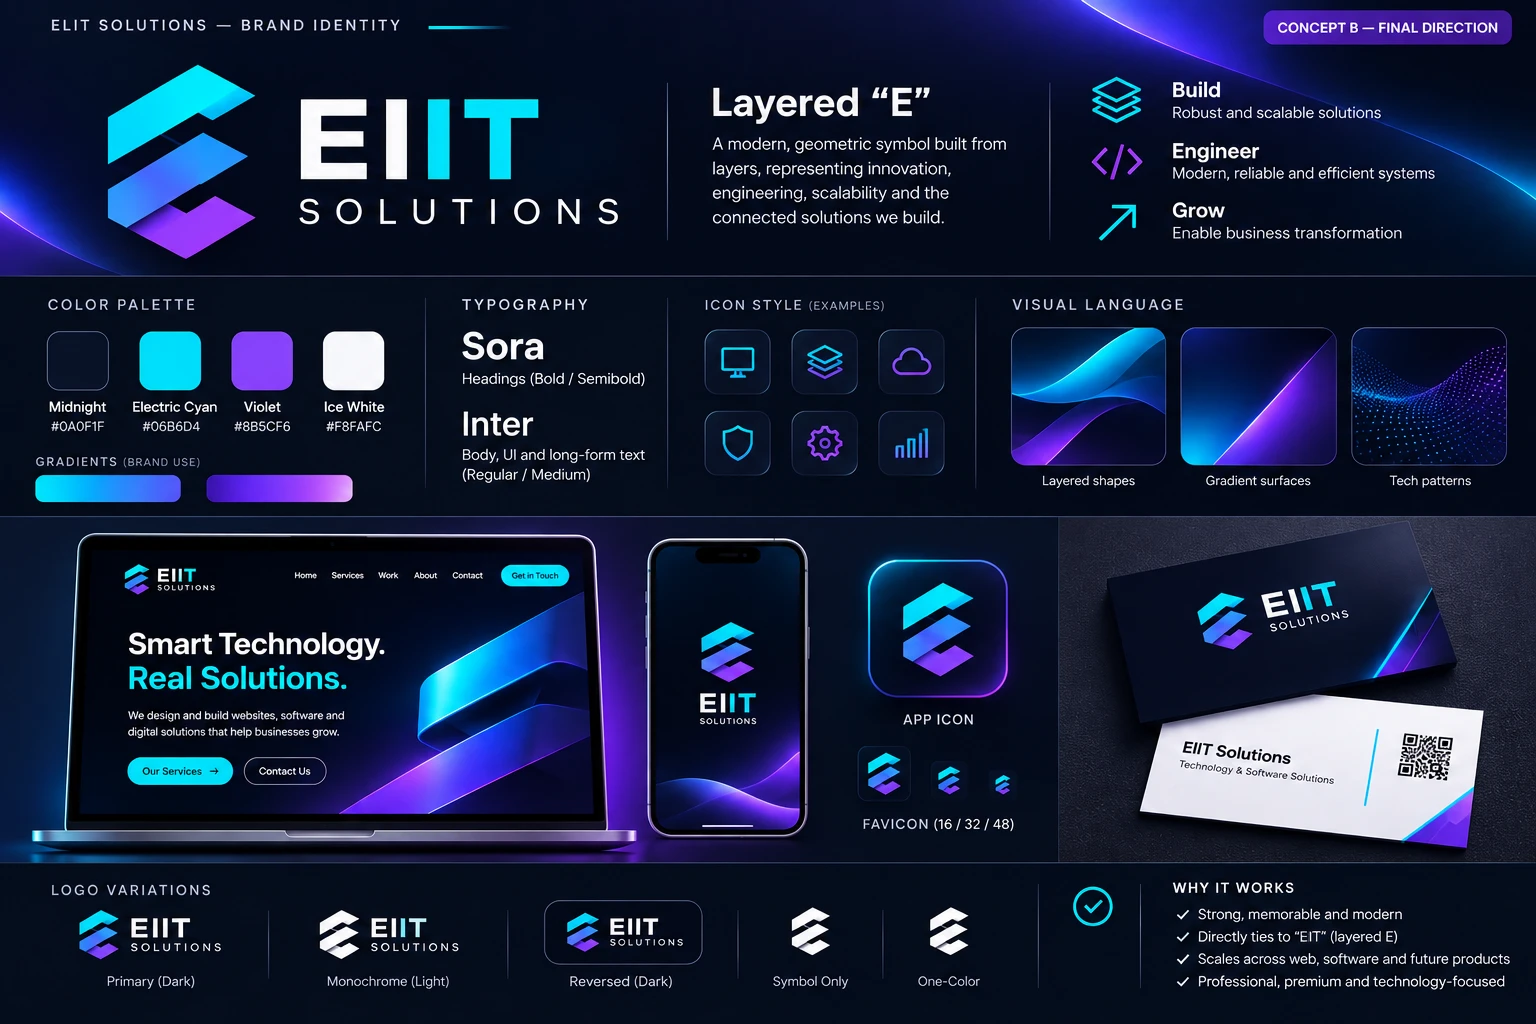 ELIT SOLUTIONS — BRAND IDENTITY
CONCEPT B — FINAL DIRECTION
EIIT
SOLUTIONS
Layered “E”
A modern, geometric symbol built from
layers, representing innovation,
engineering, scalability and the
connected solutions we build.
Build
Robust and scalable solutions
Engineer
Modern, reliable and efficient systems
Grow
Enable business transformation
COLOR PALETTE
Midnight
#0A0F1F
Electric Cyan
#06B6D4
Violet
#8B5CF6
Ice White
#F8FAFC
GRADIENTS (BRAND USE)
TYPOGRAPHY
Sora
Headings (Bold / Semibold)
Inter
Body, UI and long-form text
(Regular / Medium)
ICON STYLE (EXAMPLES)
VISUAL LANGUAGE
Layered shapes
Gradient surfaces
Tech patterns
EIIT
SOLUTIONS
Home Services Work About Contact Get in Touch
Smart Technology.
Real Solutions.
We design and build websites, software and
digital solutions that help businesses grow.
Our Services →
Contact Us
EIIT
SOLUTIONS
APP ICON
FAVICON (16 / 32 / 48)
EIIT
SOLUTIONS
EIIT Solutions
Technology & Software Solutions
LOGO VARIATIONS
EIIT
SOLUTIONS
Primary (Dark)
EIIT
SOLUTIONS
Monochrome (Light)
EIIT
SOLUTIONS
Reversed (Dark)
Symbol Only
One-Color
WHY IT WORKS
✓ Strong, memorable and modern
✓ Directly ties to “EIT” (layered E)
✓ Scales across web, software and future products
✓ Professional, premium and technology-focused